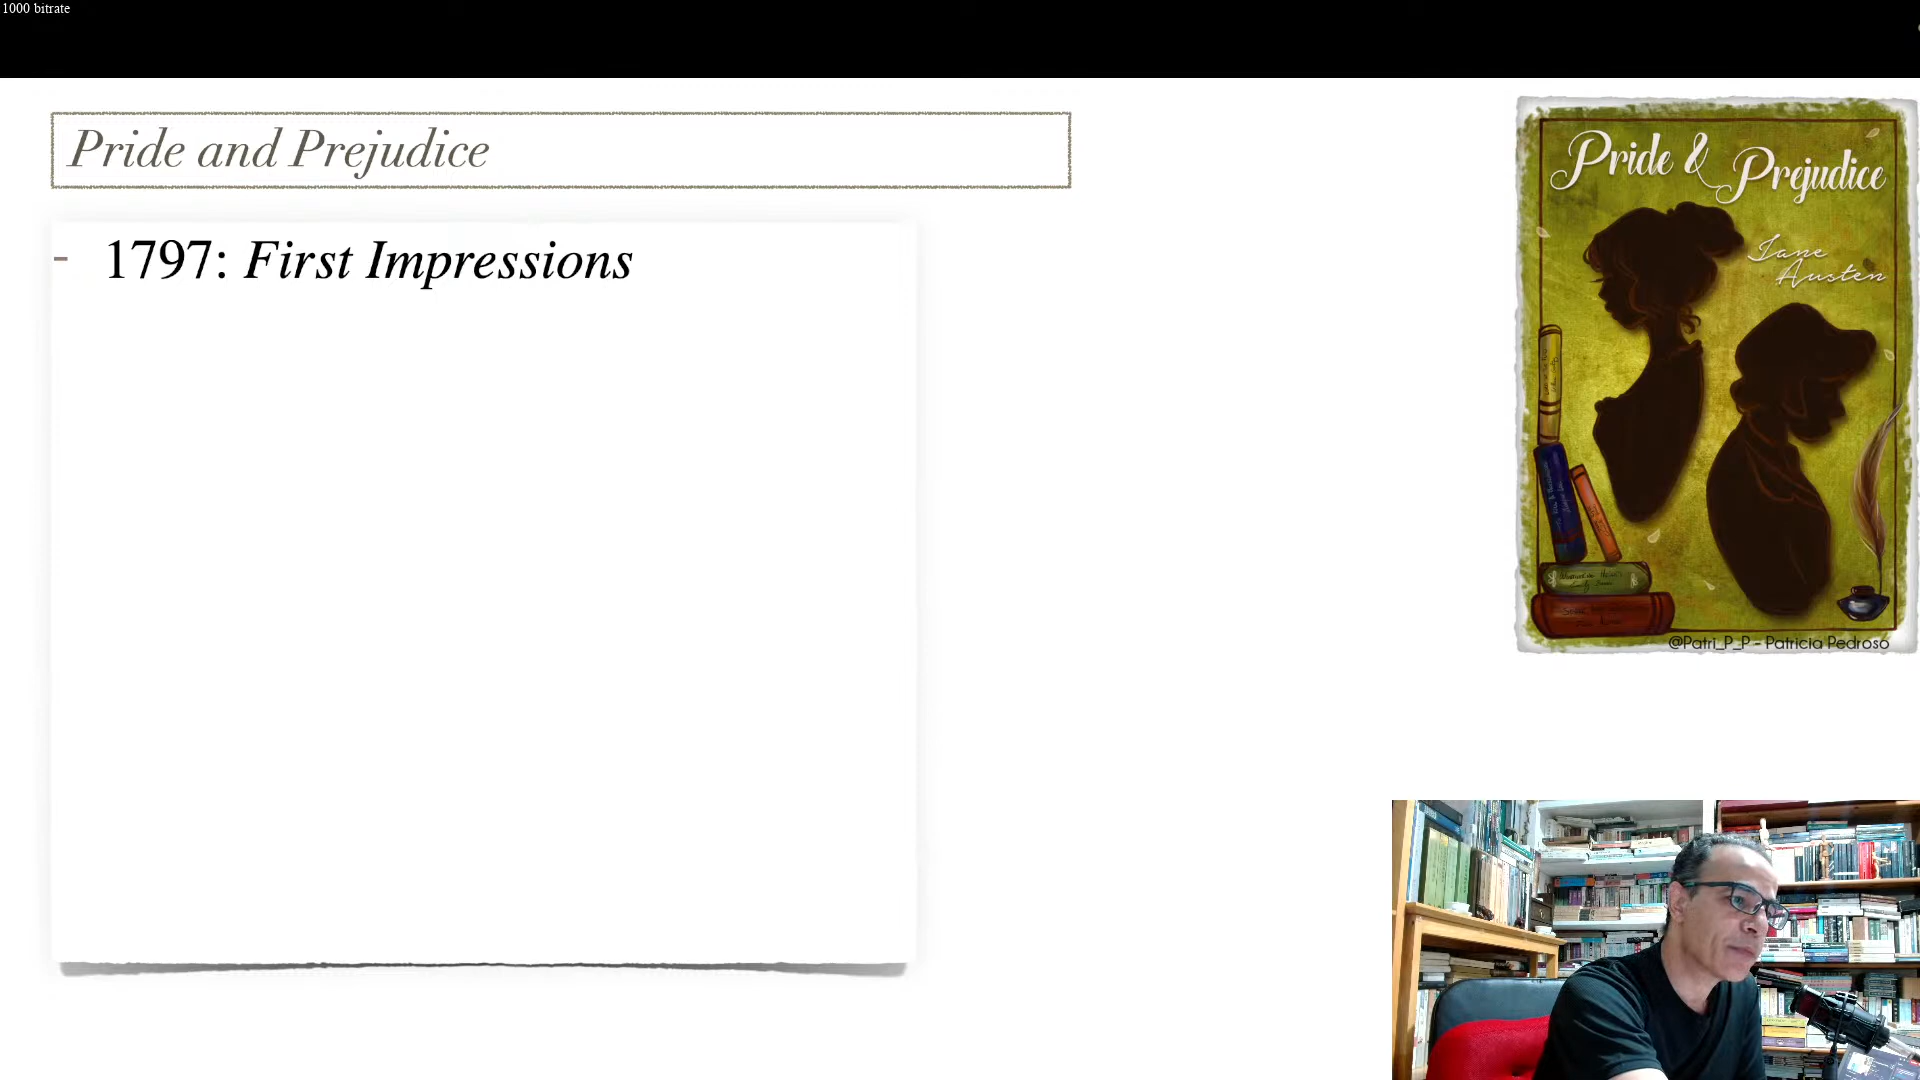 1000 bitrate
Pride and Prejudice
- 1797: First Impressions
Pride & Prejudice
Jane
Austen
@Patri_P_P - Patricia Pedroso